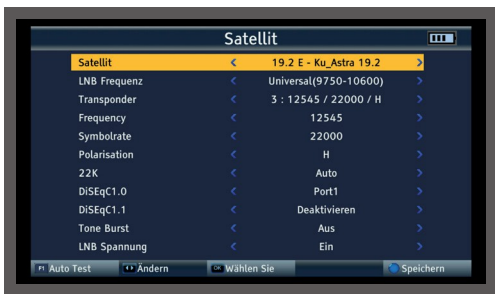 Satellit
Satellit 19.2 E - Ku_Astra 19.2
LNB Frequenz Universal(9750-10600)
Transponder 3 : 12545 / 22000 / H
Frequency 12545
Symbolrate 22000
Polarisation H
22K Auto
DiSEqC1.0 Port1
DiSEqC1.1 Deaktivieren
Tone Burst Aus
LNB Spannung Ein
F1 Auto Test Ändern OK Wählen Sie Speichern